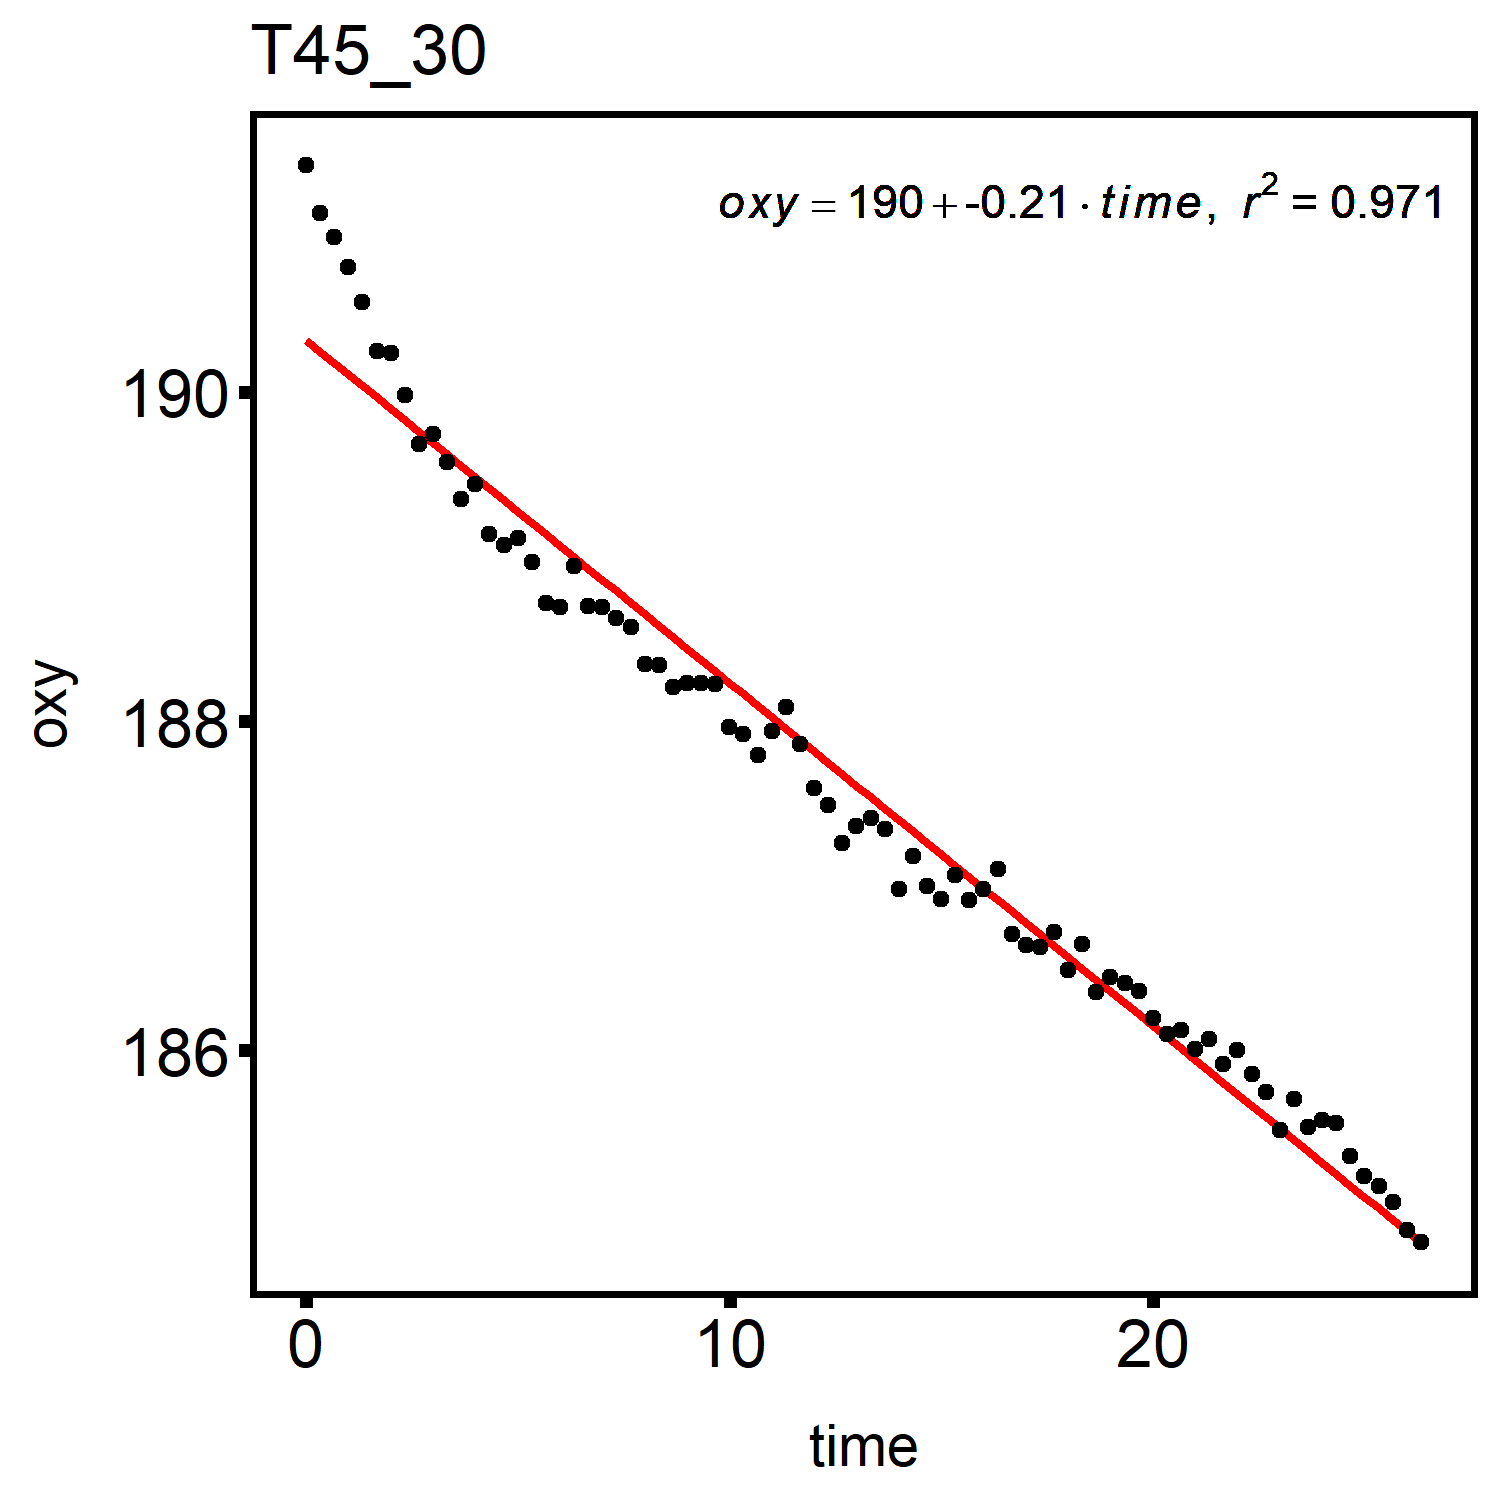 T45_30
oxy = 190 + -0.21 · time, r² = 0.971
190
188
186
oxy
0 10 20
time